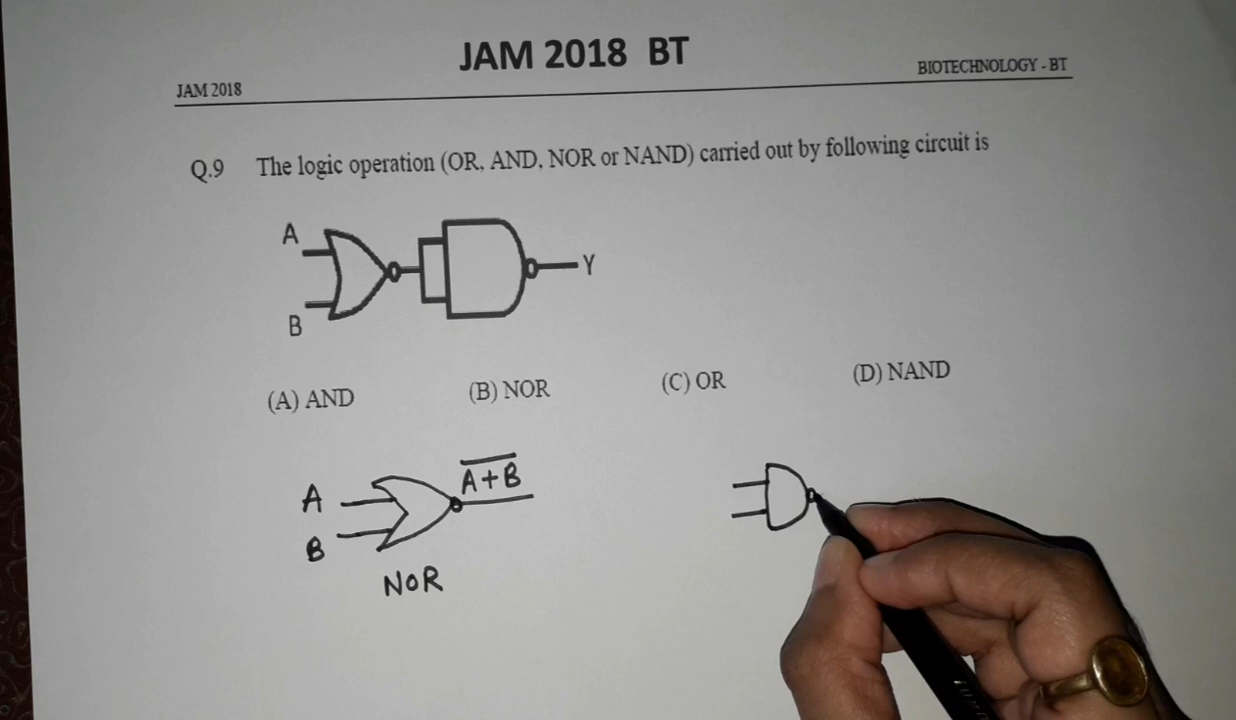 JAM 2018 BT
JAM 2018
BIOTECHNOLOGY - BT
Q.9 The logic operation (OR, AND, NOR or NAND) carried out by following circuit is
A
B
Y
(A) AND (B) NOR (C) OR (D) NAND
A
B
A+B
NOR